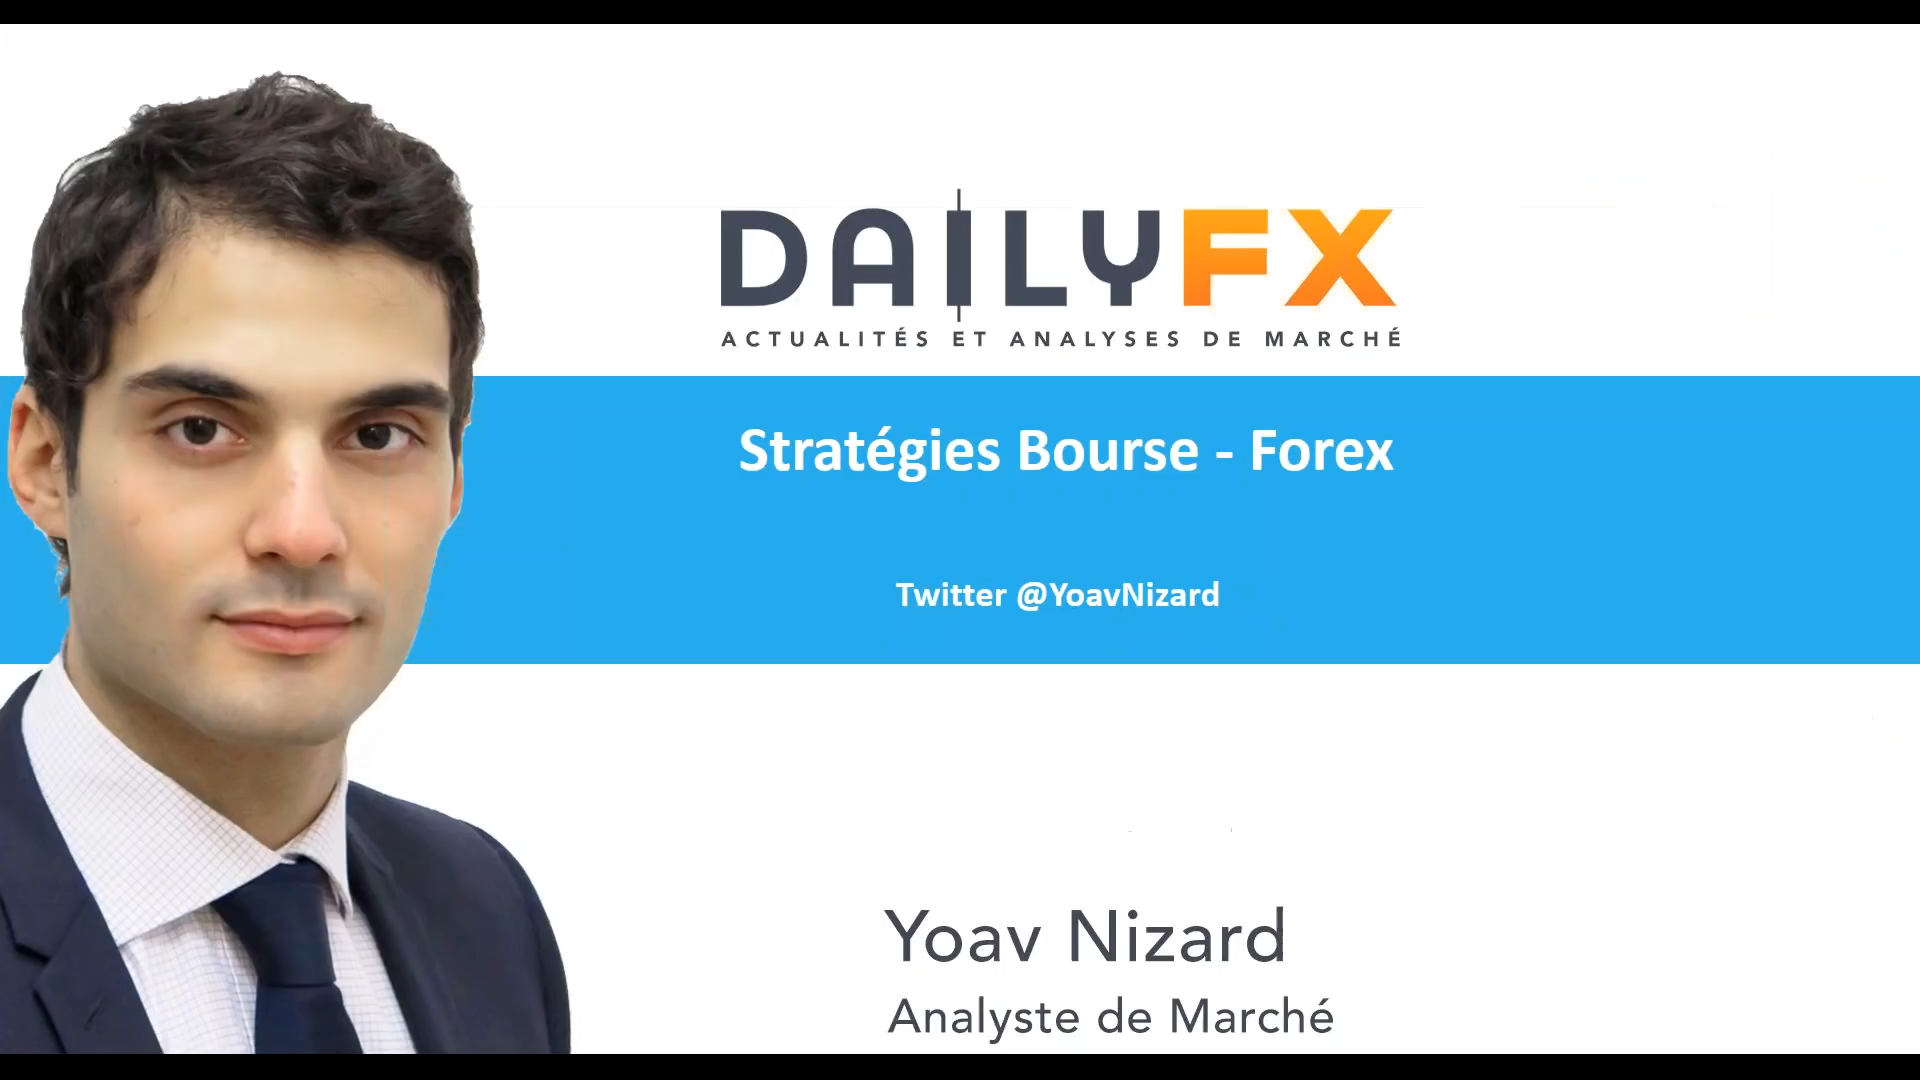 DAILYFX
ACTUALITÉS ET ANALYSES DE MARCHÉ
Stratégies Bourse - Forex
Twitter @YoavNizard
Yoav Nizard
Analyste de Marché